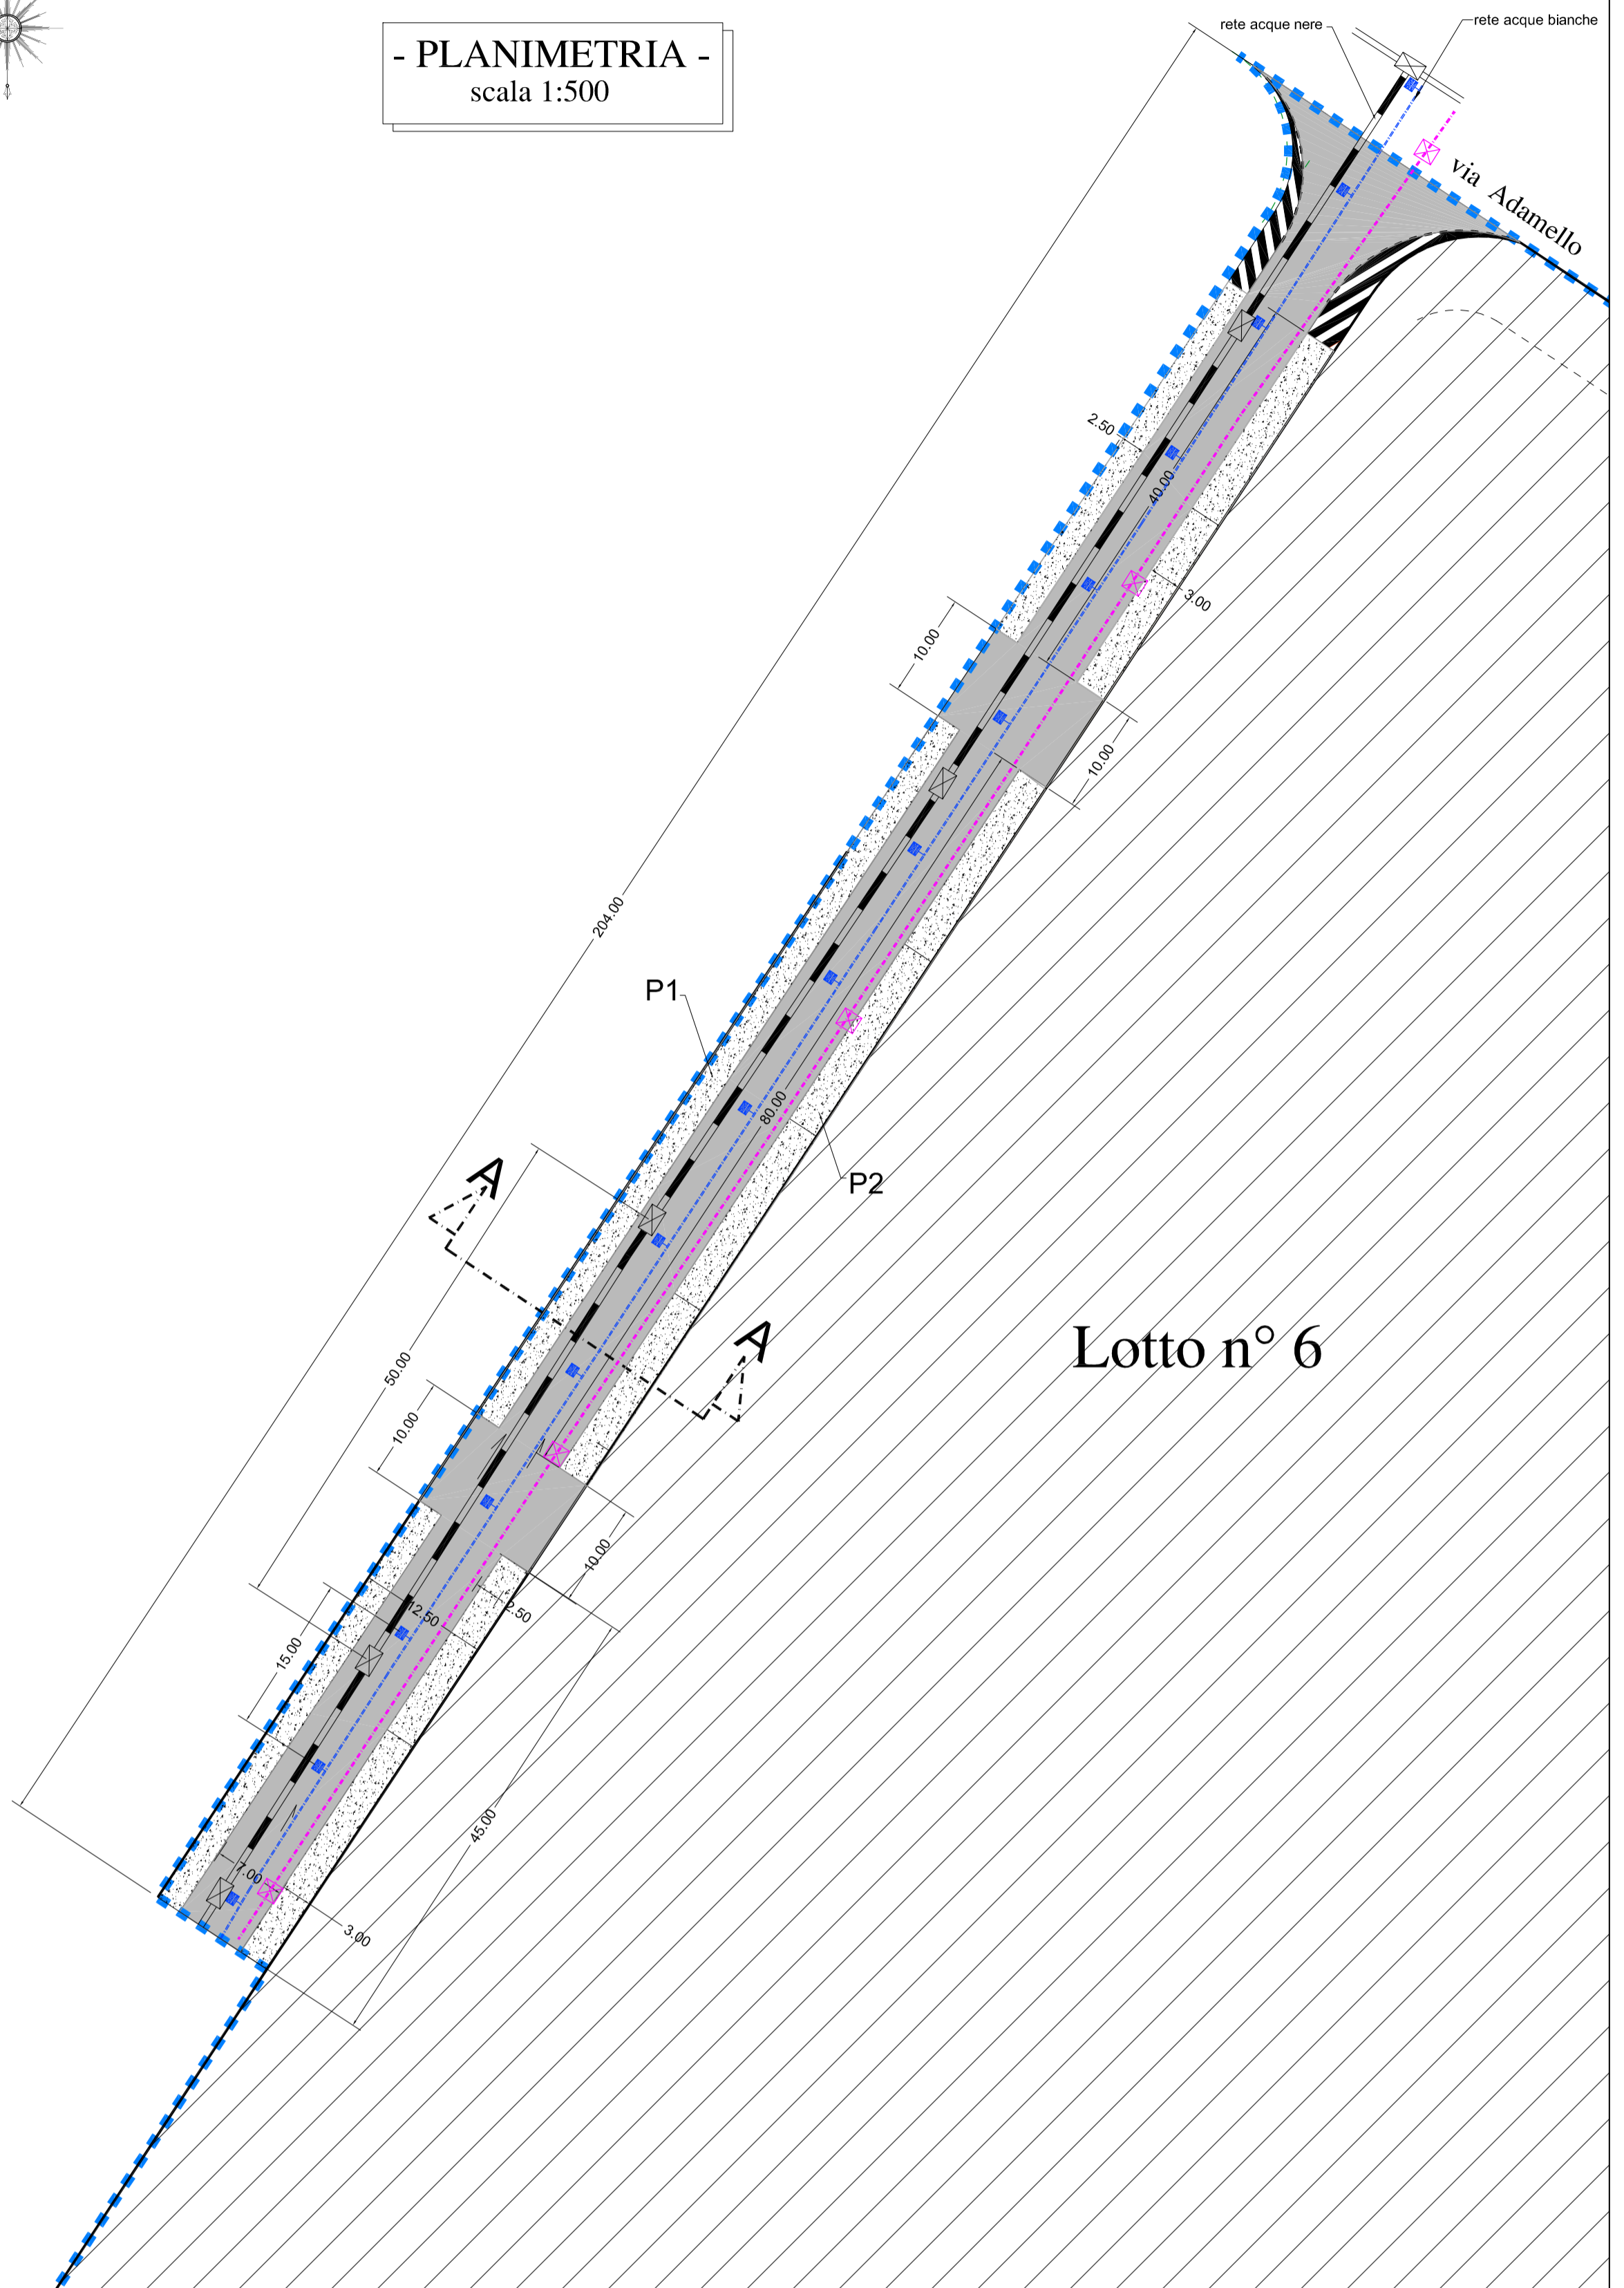 rete acque nere
rete acque bianche
- PLANIMETRIA -
scala 1:500
via Adamello
2.50
40.00
3.00
10.00
10.00
204.00
P1
80.00
P2
A
A
Lotto n° 6
50.00
10.00
10.00
12.50
2.50
15.00
45.00
7.00
3.00